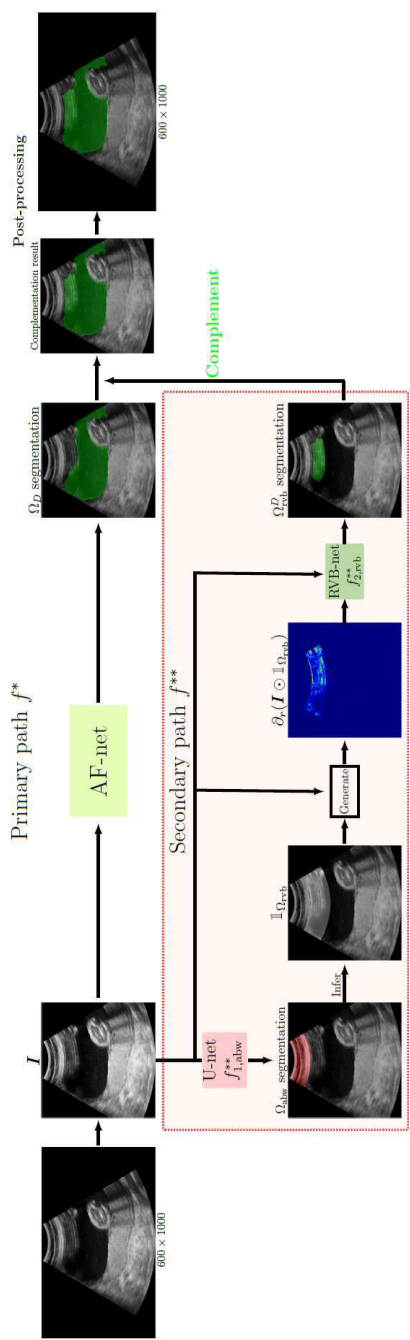 Primary path f*
Post-processing
I
Ω_D segmentation
Complementation result
AF-net
600 × 1000
600 × 1000
Complement
Secondary path f**
U-net
f**_{1,abw}
Ω_abw segmentation
Infer
𝟙_{Ω_rvb}
Generate
∂_r(I ⊙ 𝟙_{Ω_rvb})
RVB-net
f**_{2,rvb}
Ω^D_rvb segmentation